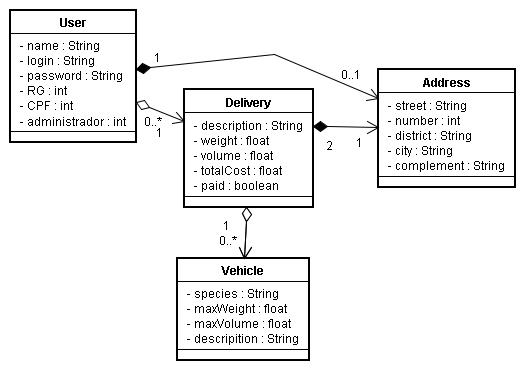 User
- name : String
- login : String
- password : String
- RG : int
- CPF : int
- administrador : int
1
0..1
0..*
1
Address
- street : String
- number : int
- district : String
- city : String
- complement : String
Delivery
- description : String
- weight : float
- volume : float
- totalCost : float
- paid : boolean
2
1
1
0..*
Vehicle
- species : String
- maxWeight : float
- maxVolume : float
- descripition : String